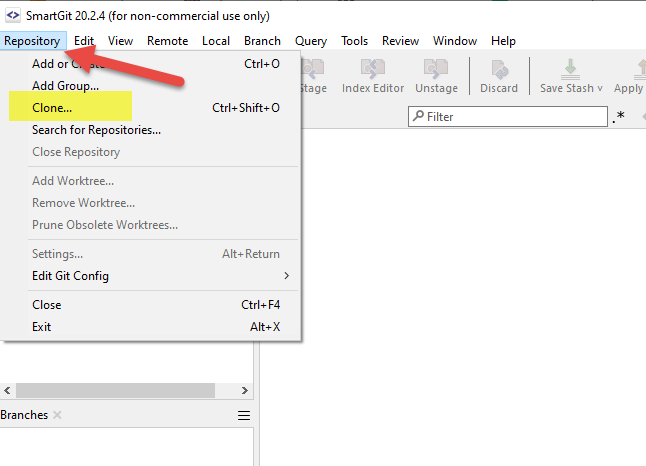 SmartGit 20.2.4 (for non-commercial use only)
Repository Edit View Remote Local Branch Query Tools Review Window Help
Add or Ctrl+O
Stage Index Editor Unstage Discard Save Stash Apply
Add Group...
Clone... Ctrl+Shift+O
Filter .*
Search for Repositories...
Close Repository
Add Worktree...
Remove Worktree...
Prune Obsolete Worktrees...
Settings... Alt+Return
Edit Git Config
Close Ctrl+F4
Exit Alt+X
Branches